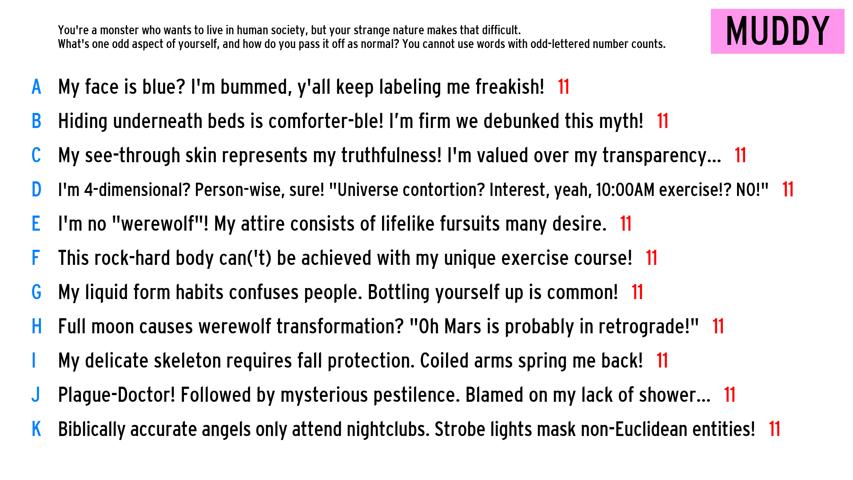 You're a monster who wants to live in human society, but your strange nature makes that difficult.
What's one odd aspect of yourself, and how do you pass it off as normal? You cannot use words with odd-lettered number counts.
MUDDY
A My face is blue? I'm bummed, y'all keep labeling me freakish! 11
B Hiding underneath beds is comforter-ble! I'm firm we debunked this myth! 11
C My see-through skin represents my truthfulness! I'm valued over my transparency... 11
D I'm 4-dimensional? Person-wise, sure! "Universe contortion? Interest, yeah, 10:00AM exercise!? NO!" 11
E I'm no "werewolf"! My attire consists of lifelike fursuits many desire. 11
F This rock-hard body can('t) be achieved with my unique exercise course! 11
G My liquid form habits confuses people. Bottling yourself up is common! 11
H Full moon causes werewolf transformation? "Oh Mars is probably in retrograde!" 11
I My delicate skeleton requires fall protection. Coiled arms spring me back! 11
J Plague-Doctor! Followed by mysterious pestilence. Blamed on my lack of shower... 11
K Biblically accurate angels only attend nightclubs. Strobe lights mask non-Euclidean entities! 11